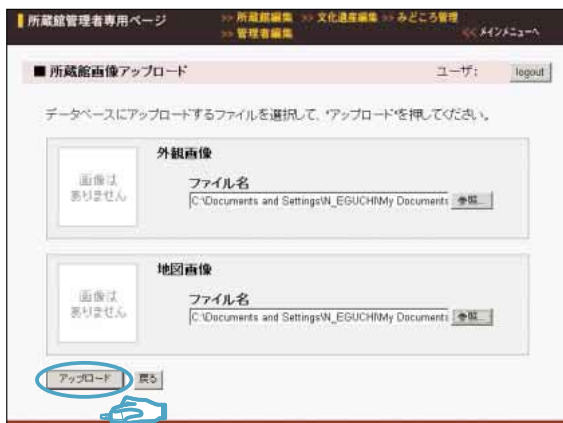 所蔵館管理者専用ページ
>> 所蔵館編集 >> 文化遺産編集 >> みどころ管理
>> 管理者編集
<< メインメニューへ
■ 所蔵館画像アップロード
ユーザ:
logout
データベースにアップロードするファイルを選択して、"アップロード"を押してください。
外観画像
画像は
ありません
ファイル名
C:\Documents and Settings\N_EGUCHI\My Documents
参照...
地図画像
画像は
ありません
ファイル名
C:\Documents and Settings\N_EGUCHI\My Documents
参照...
アップロード
戻る